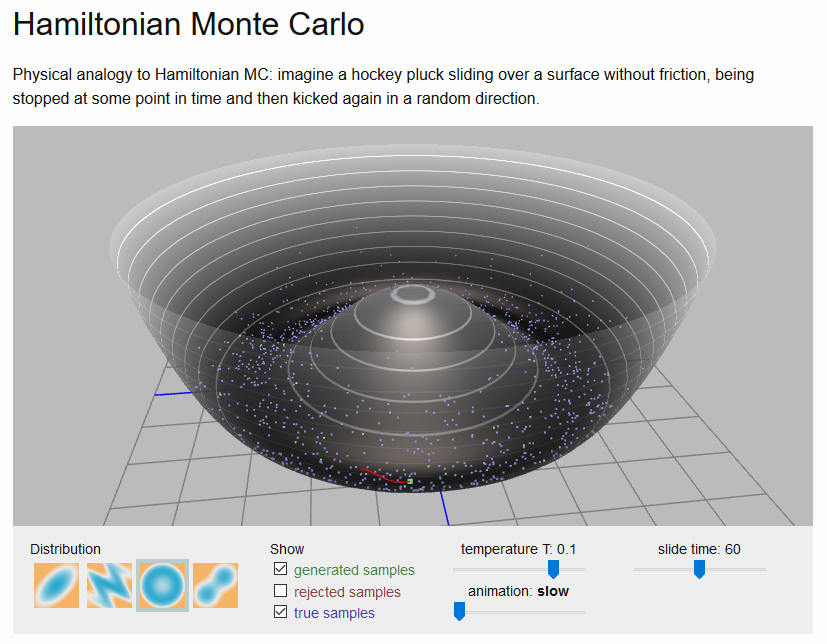 Hamiltonian Monte Carlo
Physical analogy to Hamiltonian MC: imagine a hockey pluck sliding over a surface without friction, being
stopped at some point in time and then kicked again in a random direction.
Distribution
Show
generated samples
rejected samples
true samples
temperature T: 0.1
animation: slow
slide time: 60